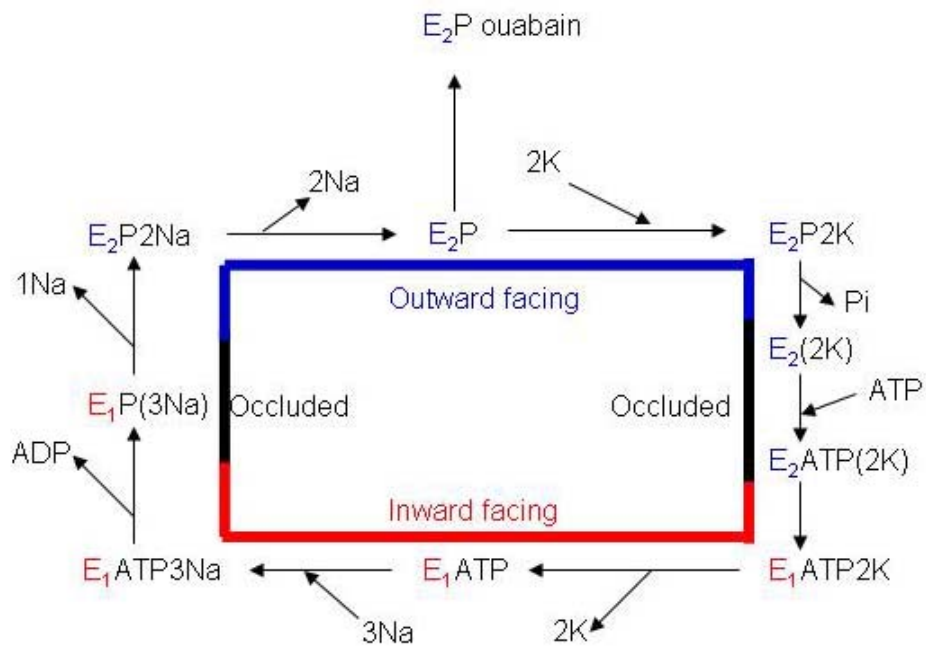 E₂P ouabain
2K
2Na
E₂P2Na
E₂P
E₂P2K
1Na
Outward facing
Pi
E₂(2K)
E₁P(3Na)
Occluded
Occluded
ATP
ADP
E₂ATP(2K)
Inward facing
E₁ATP3Na
E₁ATP
E₁ATP2K
3Na
2K